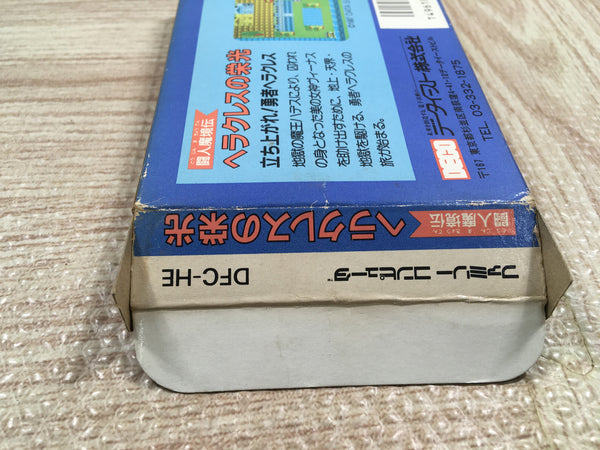 闘人魔境伝
ヘラクレスの栄光
立ち上がれ!勇者ヘラクレス
地獄の魔王ハデスにより、囚われ
の身となった美の女神ヴィーナス
を助け出すために、地上・天界・
地獄を駆ける、勇者ヘラクレスの
旅が始まる。
DECO
データイースト株式会社
TEL 03-332-1875
闘人魔境伝
ヘラクレスの栄光
DFC-HE
ファミリーコンピュータ